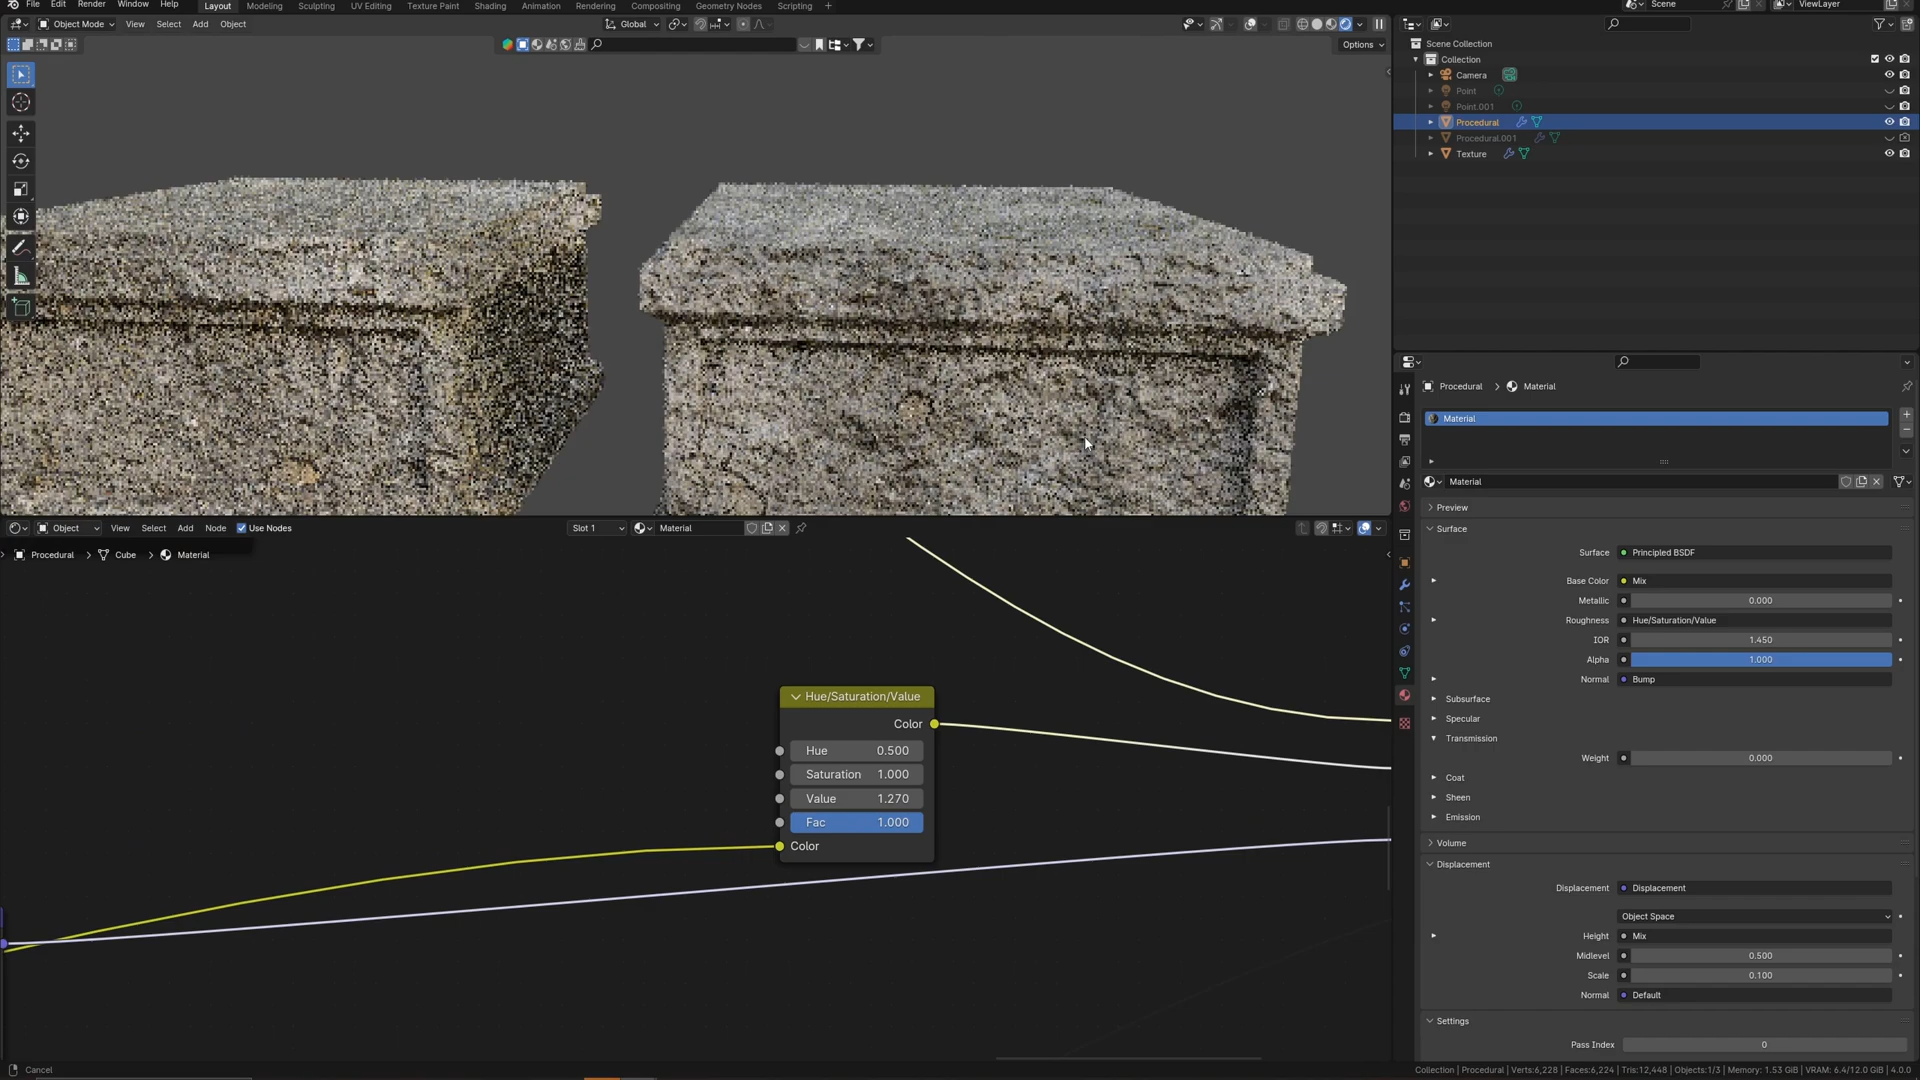 File Edit Render Window Help Layout Modeling Sculpting UV Editing Texture Paint Shading Animation Rendering Compositing Geometry Nodes Scripting + Scene ViewLayer
Object Mode View Select Add Object Global
Options
Scene Collection
Collection
Camera
Point
Point.001
Procedural
Procedural.001
Texture
Procedural > Material
Material
Material
Preview
Surface
Surface Principled BSDF
Base Color Mix
Metallic 0.000
Roughness Hue/Saturation/Value
IOR 1.450
Alpha 1.000
Normal Bump
Subsurface
Specular
Transmission
Weight 0.000
Coat
Sheen
Emission
Volume
Displacement
Displacement Displacement
Object Space
Height Mix
Midlevel 0.500
Scale 0.100
Normal Default
Settings
Pass Index 0
Object View Select Add Node Use Nodes Slot 1 Material
Procedural > Cube > Material
Hue/Saturation/Value
Color
Hue 0.500
Saturation 1.000
Value 1.270
Fac 1.000
Color
Cancel
Collection | Procedural | Verts:6,228 | Faces:6,224 | Tris:12,448 | Objects:1/3 | Memory: 1.53 GiB | VRAM: 6.4/12.0 GiB | 4.0.0